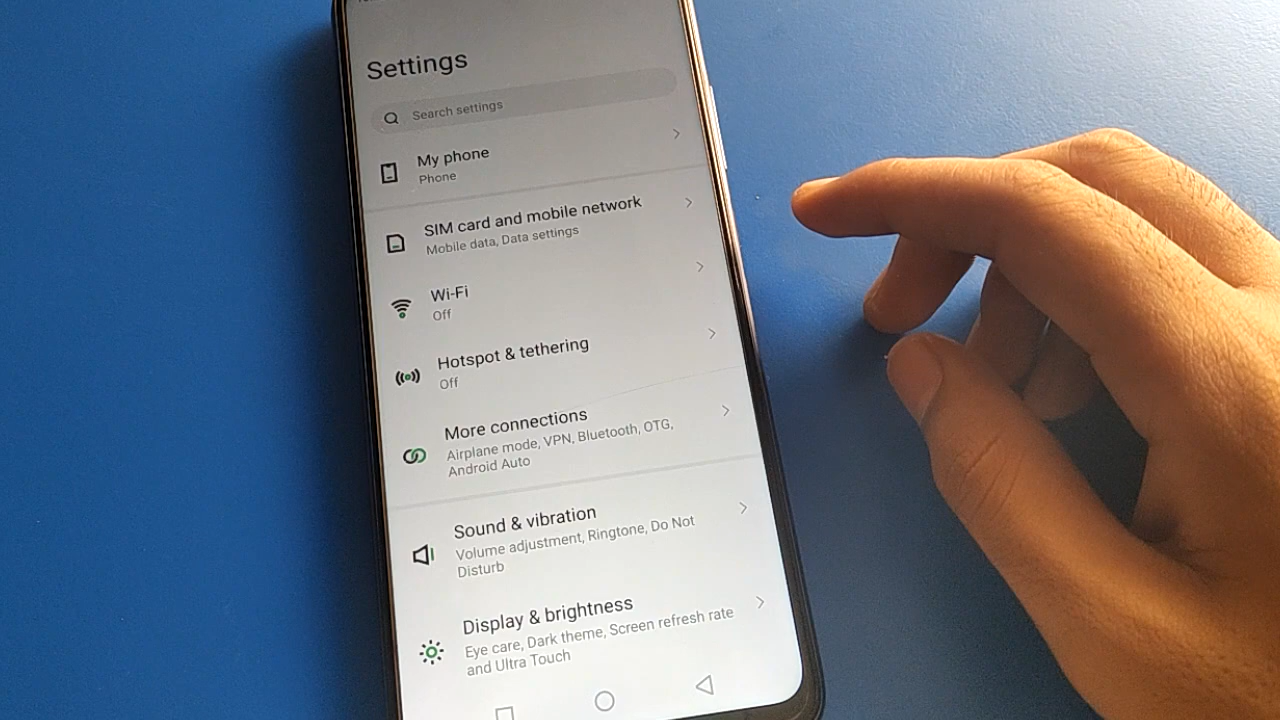 Settings
Search settings
My phone
Phone
SIM card and mobile network
Mobile data, Data settings
Wi-Fi
Off
Hotspot & tethering
Off
More connections
Airplane mode, VPN, Bluetooth, OTG,
Android Auto
Sound & vibration
Volume adjustment, Ringtone, Do Not
Disturb
Display & brightness
Eye care, Dark theme, Screen refresh rate
and Ultra Touch